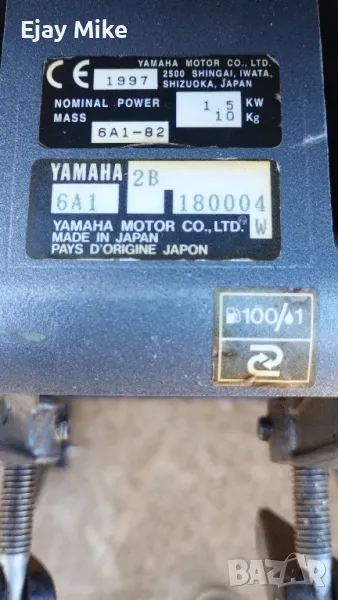 Ejay Mike
CE 1997
YAMAHA MOTOR CO., LTD.
2500 SHINGAI, IWATA,
SHIZUOKA, JAPAN
NOMINAL POWER 1.5 KW
MASS 10 Kg
6A1-82
YAMAHA 2B
6A1 180004
YAMAHA MOTOR CO., LTD. W
MADE IN JAPAN
PAYS D'ORIGINE JAPON
100/1
BAZAR.BG